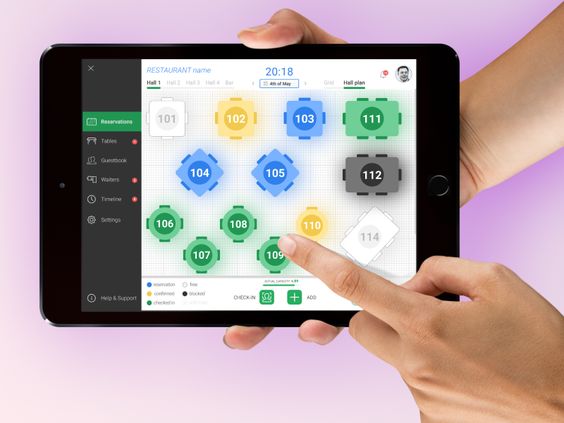 RESTAURANT name
20:18
Hall 1 Hall 2 Hall 3 Hall 4 Bar
4th of May
Grid Hall plan
Reservations
Tables
Guestbook
Waiters
Timeline
Settings
Help & Support
101 102 103 111
104 105 112
106 108 110 114
107 109
reservation free
confirmed blocked
checked in
CHECK-IN
ADD